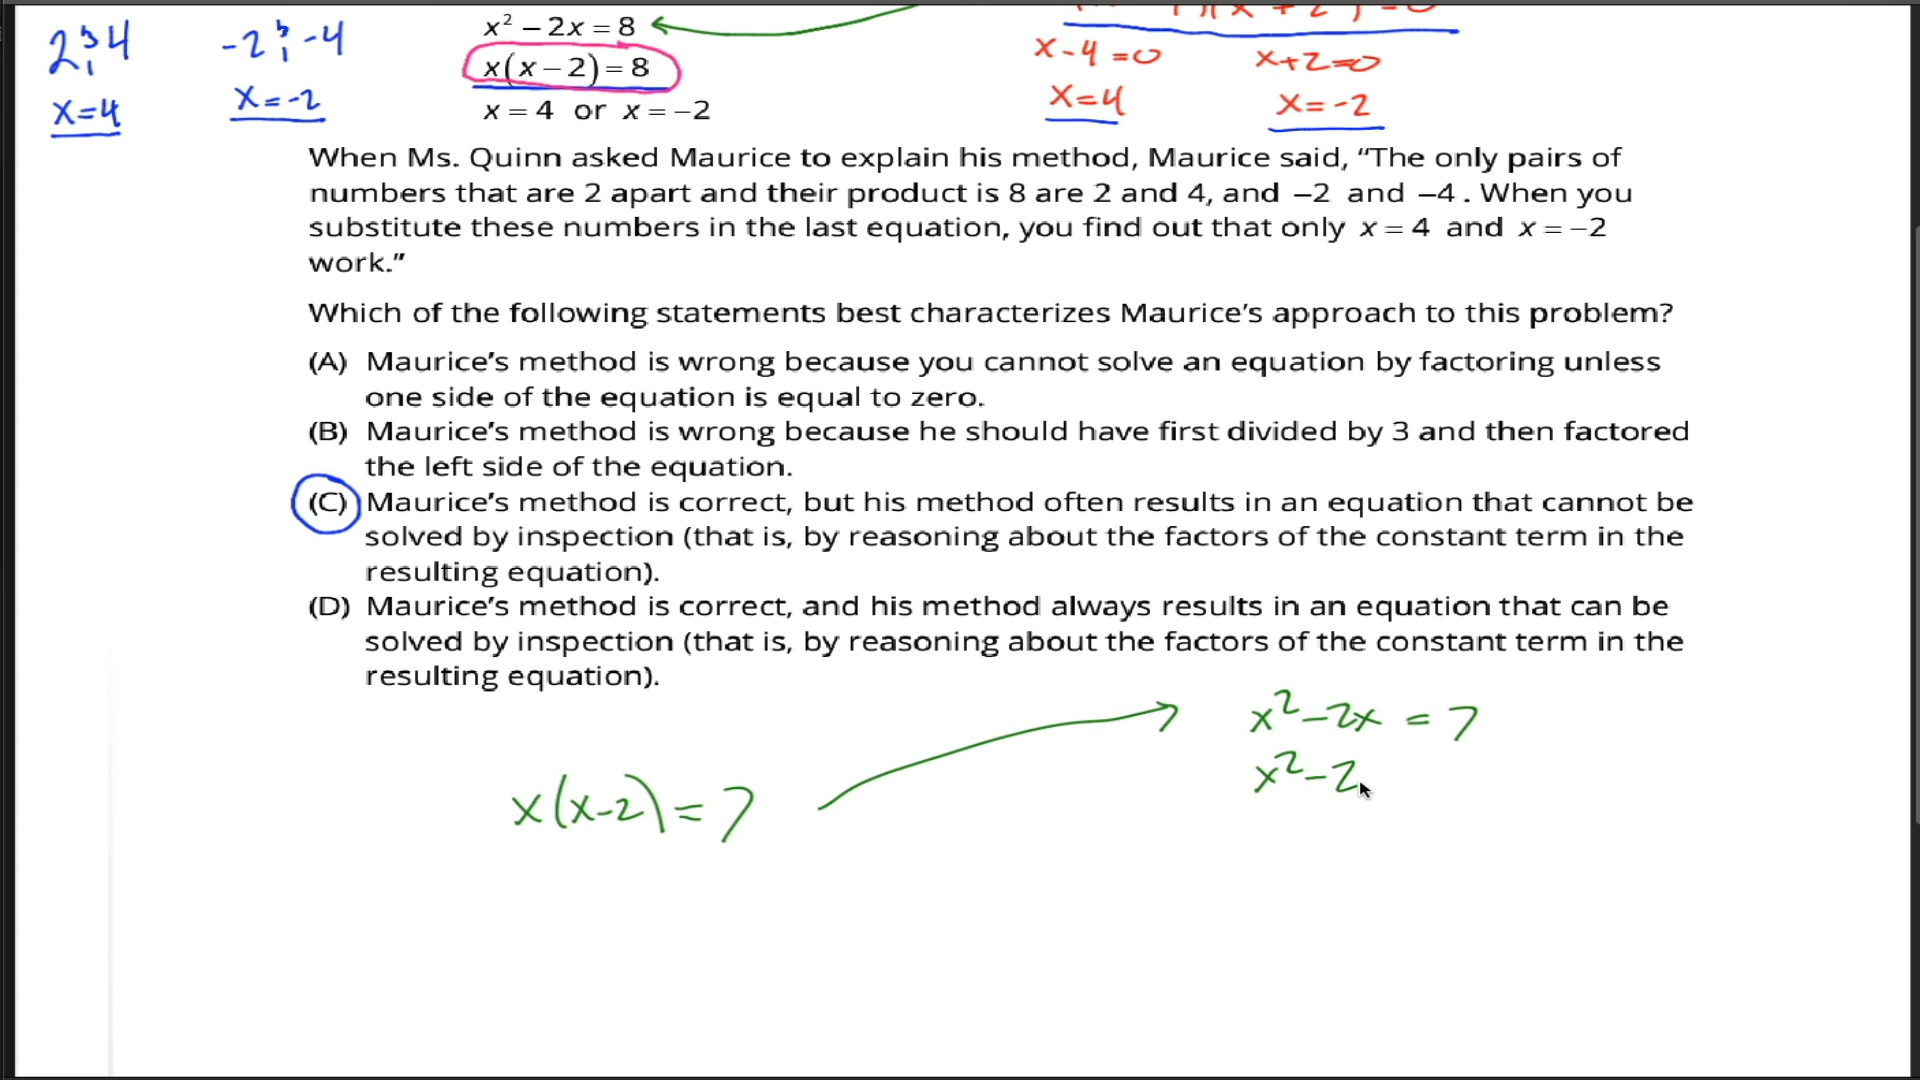 2, 4
-2, -4
x² – 2x = 8
x(x – 2) = 8
x = 4 or x = –2
x=4
x=-2
x-4=0
x+2=0
x=4
x=-2
When Ms. Quinn asked Maurice to explain his method, Maurice said, “The only pairs of
numbers that are 2 apart and their product is 8 are 2 and 4, and –2 and –4. When you
substitute these numbers in the last equation, you find out that only x = 4 and x = –2
work.”
Which of the following statements best characterizes Maurice’s approach to this problem?
(A) Maurice’s method is wrong because you cannot solve an equation by factoring unless
one side of the equation is equal to zero.
(B) Maurice’s method is wrong because he should have first divided by 3 and then factored
the left side of the equation.
(C) Maurice’s method is correct, but his method often results in an equation that cannot be
solved by inspection (that is, by reasoning about the factors of the constant term in the
resulting equation).
(D) Maurice’s method is correct, and his method always results in an equation that can be
solved by inspection (that is, by reasoning about the factors of the constant term in the
resulting equation).
x(x-2)=7
x²-2x = 7
x²-2